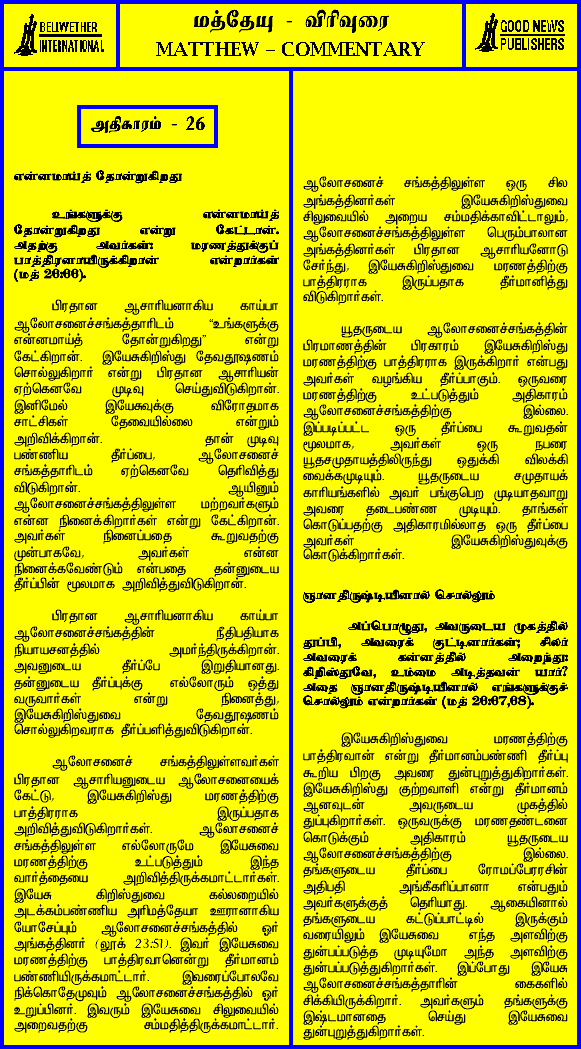 BELLWETHER
INTERNATIONAL
மத்தேயு - விரிவுரை
MATTHEW – COMMENTARY
GOOD NEWS
PUBLISHERS
அதிகாரம் - 26
என்னமாய்த் தோன்றுகிறது
உங்களுக்கு என்னமாய்த்
தோன்றுகிறது என்று கேட்டான்.
அதற்கு அவர்கள்: மரணத்துக்குப்
பாத்திரனாயிருக்கிறான் என்றார்கள்
(மத் 26:66).
பிரதான ஆசாரியனாகிய காய்பா
ஆலோசனைச்சங்கத்தாரிடம் “உங்களுக்கு
என்னமாய்த் தோன்றுகிறது” என்று
கேட்கிறான். இயேசுகிறிஸ்து தேவதூஷணம்
சொல்லுகிறார் என்று பிரதான ஆசாரியன்
ஏற்கெனவே முடிவு செய்துவிடுகிறான்.
இனிமேல் இயேசுவுக்கு விரோதமாக
சாட்சிகள் தேவையில்லை என்றும்
அறிவிக்கிறான். தான் முடிவு
பண்ணிய தீர்ப்பை, ஆலோசனைச்
சங்கத்தாரிடம் ஏற்கெனவே தெரிவித்து
விடுகிறான். ஆயினும்
ஆலோசனைச்சங்கத்திலுள்ள மற்றவர்களும்
என்ன நினைக்கிறார்கள் என்று கேட்கிறான்.
அவர்கள் நினைப்பதை கூறுவதற்கு
முன்பாகவே, அவர்கள் என்ன
நினைக்கவேண்டும் என்பதை தன்னுடைய
தீர்ப்பின் மூலமாக அறிவித்துவிடுகிறான்.
பிரதான ஆசாரியனாகிய காய்பா
ஆலோசனைச்சங்கத்தின் நீதிபதியாக
நியாயசனத்தில் அமர்ந்திருக்கிறான்.
அவனுடைய தீர்ப்பே இறுதியானது.
தன்னுடைய தீர்ப்புக்கு எல்லோரும் ஒத்து
வருவார்கள் என்று நினைத்து,
இயேசுகிறிஸ்துவை தேவதூஷணம்
சொல்லுகிறவராக தீர்ப்பளித்துவிடுகிறான்.
ஆலோசனைச் சங்கத்திலுள்ளவர்கள்
பிரதான ஆசாரியனுடைய ஆலோசனையைக்
கேட்டு, இயேசுகிறிஸ்து மரணத்திற்கு
பாத்திரராக இருப்பதாக
அறிவித்துவிடுகிறார்கள். ஆலோசனைச்
சங்கத்திலுள்ள எல்லோருமே இயேசுவை
மரணத்திற்கு உட்படுத்தும் இந்த
வார்த்தையை அறிவித்திருக்கமாட்டார்கள்.
இயேசு கிறிஸ்துவை கல்லறையில்
அடக்கம்பண்ணிய அரிமத்தேயா ஊரானாகிய
யோசேப்பும் ஆலோசனைச்சங்கத்தில் ஓர்
அங்கத்தினர் (லூக் 23:51). இவர் இயேசுவை
மரணத்திற்கு பாத்திரவானென்று தீர்மானம்
பண்ணியிருக்கமாட்டார். இவரைப்போலவே
நிக்கொதேமுவும் ஆலோசனைச்சங்கத்தில் ஓர்
உறுப்பினர். இவரும் இயேசுவை சிலுவையில்
அறைவதற்கு சம்மதித்திருக்கமாட்டார்.
ஆலோசனைச் சங்கத்திலுள்ள ஒரு சில
அங்கத்தினர்கள் இயேசுகிறிஸ்துவை
சிலுவையில் அறைய சம்மதிக்காவிட்டாலும்,
ஆலோசனைச்சங்கத்திலுள்ள பெரும்பாலான
அங்கத்தினர்கள் பிரதான ஆசாரியனோடு
சேர்ந்து, இயேசுகிறிஸ்துவை மரணத்திற்கு
பாத்திரராக இருப்பதாக தீர்மானித்து
விடுகிறார்கள்.
யூதருடைய ஆலோசனைச்சங்கத்தின்
பிரமாணத்தின் பிரகாரம் இயேசுகிறிஸ்து
மரணத்திற்கு பாத்திரராக இருக்கிறார் என்பது
அவர்கள் வழங்கிய தீர்ப்பாகும். ஒருவரை
மரணத்திற்கு உட்படுத்தும் அதிகாரம்
ஆலோசனைச்சங்கத்திற்கு இல்லை.
இப்படிப்பட்ட ஒரு தீர்ப்பை கூறுவதன்
மூலமாக, அவர்கள் ஒரு நபரை
யூதசமுதாயத்திலிருந்து ஒதுக்கி விலக்கி
வைக்கமுடியும். யூதருடைய சமுதாயக்
காரியங்களில் அவர் பங்குபெற முடியாதவாறு
அவரை தடைபண்ண முடியும். தாங்கள்
கொடுப்பதற்கு அதிகாரமில்லாத ஒரு தீர்ப்பை
அவர்கள் இயேசுகிறிஸ்துவுக்கு
கொடுக்கிறார்கள்.
ஞானதிருஷ்டியினால் சொல்லும்
அப்பொழுது, அவருடைய முகத்தில்
துப்பி, அவரைக் குட்டினார்கள்; சிலர்
அவரைக் கன்னத்தில் அறைந்து:
கிறிஸ்துவே, உம்மை அடித்தவன் யார்?
அதை ஞானதிருஷ்டியினால் எங்களுக்குச்
சொல்லும் என்றார்கள் (மத் 26:67,68).
இயேசுகிறிஸ்துவை மரணத்திற்கு
பாத்திரவான் என்று தீர்மானம்பண்ணி தீர்ப்பு
கூறிய பிறகு அவரை துன்புறுத்துகிறார்கள்.
இயேசுகிறிஸ்து குற்றவாளி என்று தீர்மானம்
ஆனவுடன் அவருடைய முகத்தில்
துப்புகிறார்கள். ஒருவருக்கு மரணதண்டனை
கொடுக்கும் அதிகாரம் யூதருடைய
ஆலோசனைச்சங்கத்திற்கு இல்லை.
தங்களுடைய தீர்ப்பை ரோமப்பேரரசின்
அதிபதி அங்கீகரிப்பானா என்பதும்
அவர்களுக்குத் தெரியாது. ஆகையினால்
தங்களுடைய கட்டுப்பாட்டில் இருக்கும்
வரையிலும் இயேசுவை எந்த அளவிற்கு
துன்பப்படுத்த முடியுமோ அந்த அளவிற்கு
துன்பப்படுத்துகிறார்கள். இப்போது இயேசு
ஆலோசனைச்சங்கத்தாரின் கைகளில்
சிக்கியிருக்கிறார். அவர்களும் தங்களுக்கு
இஷ்டமானதை செய்து இயேசுவை
துன்புறுத்துகிறார்கள்.